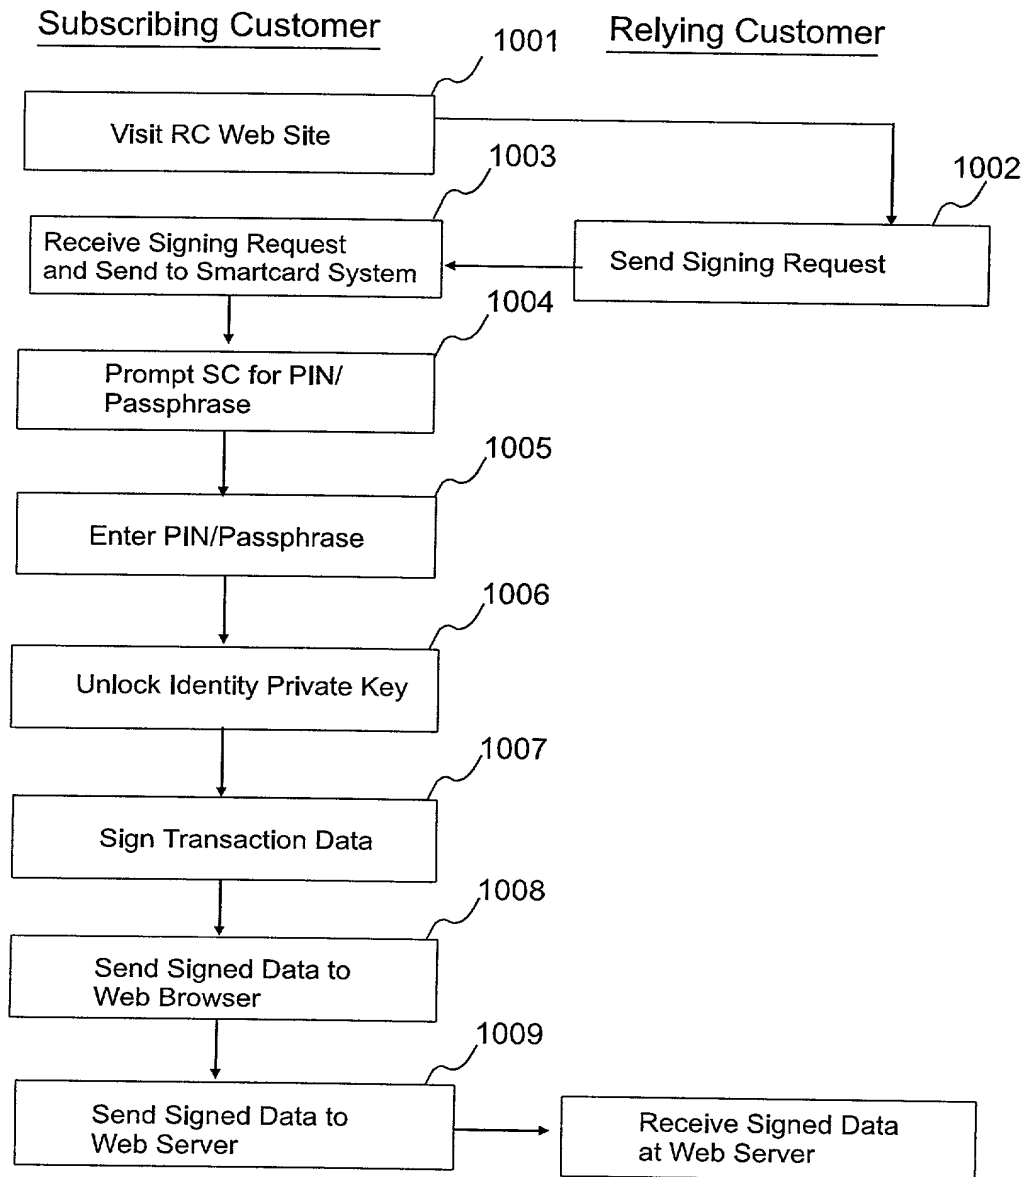 Subscribing Customer
Relying Customer
1001
Visit RC Web Site
1003
1002
Receive Signing Request
and Send to Smartcard System
Send Signing Request
1004
Prompt SC for PIN/
Passphrase
1005
Enter PIN/Passphrase
1006
Unlock Identity Private Key
1007
Sign Transaction Data
1008
Send Signed Data to
Web Browser
1009
Send Signed Data to
Web Server
Receive Signed Data
at Web Server